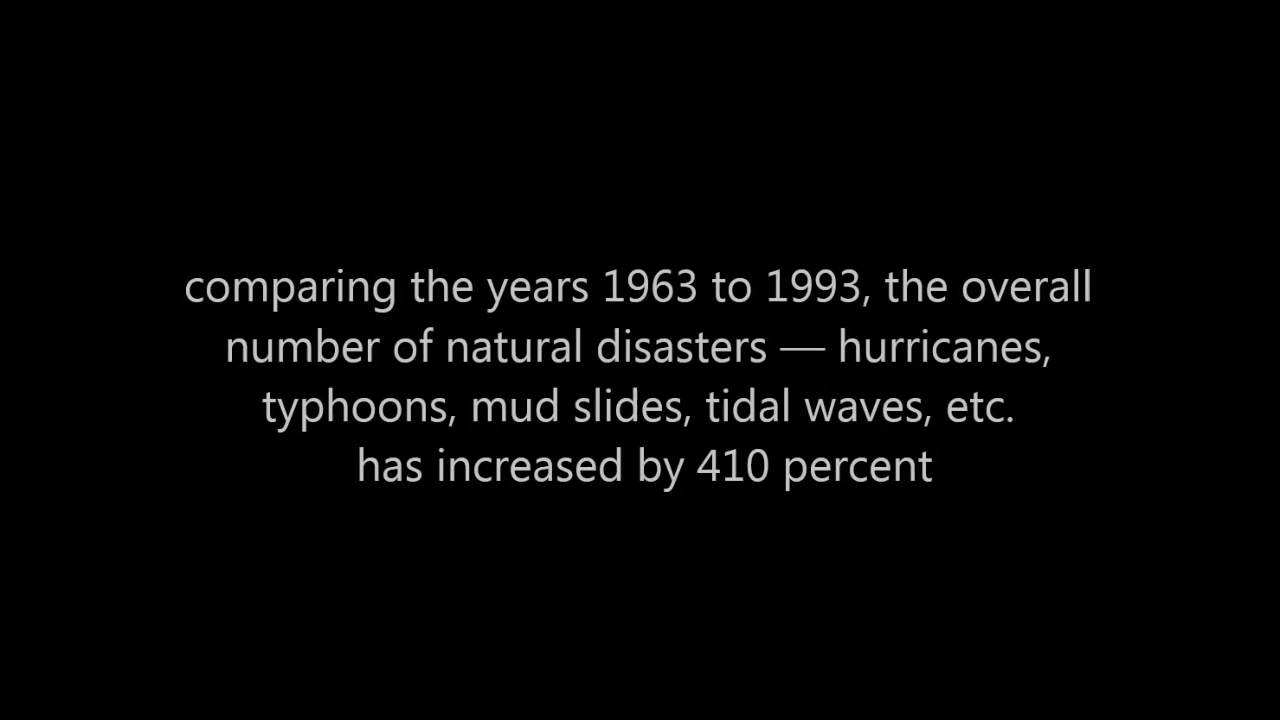 comparing the years 1963 to 1993, the overall
number of natural disasters — hurricanes,
typhoons, mud slides, tidal waves, etc.
has increased by 410 percent